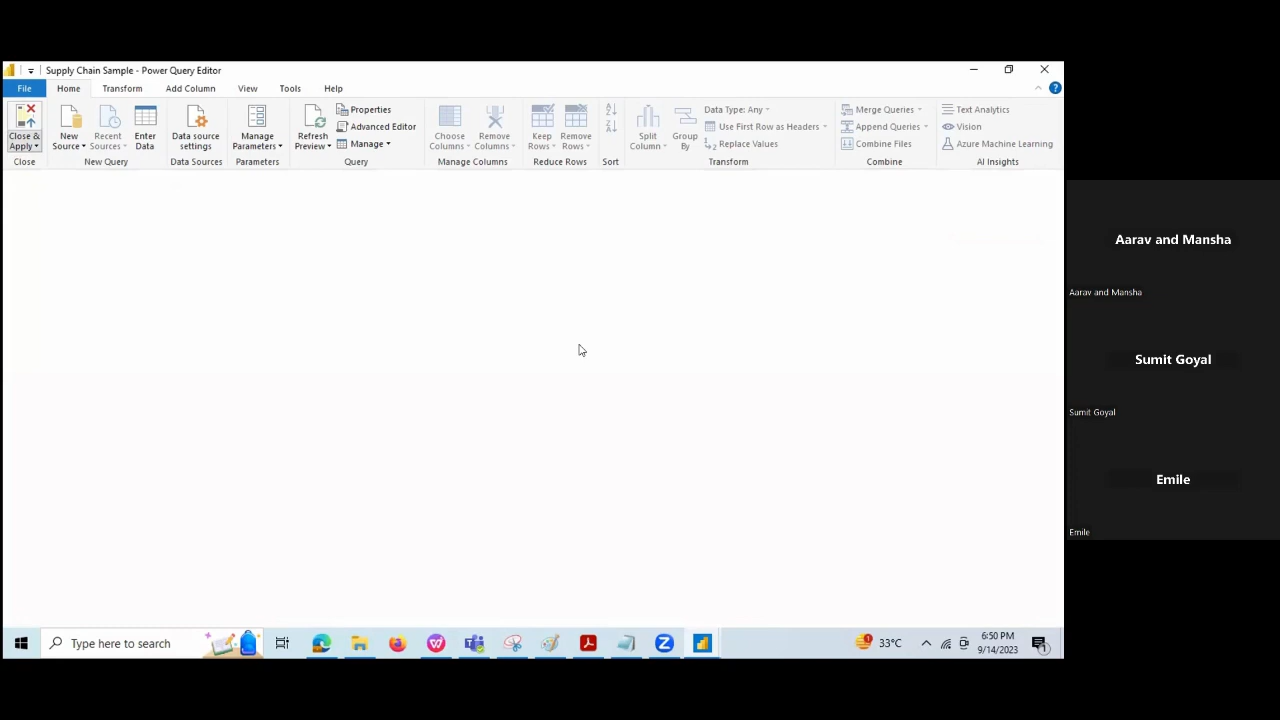 Supply Chain Sample - Power Query Editor
File Home Transform Add Column View Tools Help
Close & Apply
Close
New Source
Recent Sources
Enter Data
New Query
Data source settings
Data Sources
Manage Parameters
Parameters
Refresh Preview
Properties
Advanced Editor
Manage
Query
Choose Columns
Remove Columns
Manage Columns
Keep Rows
Remove Rows
Reduce Rows
Sort
Split Column
Group By
Data Type: Any
Use First Row as Headers
Replace Values
Transform
Merge Queries
Append Queries
Combine Files
Combine
Text Analytics
Vision
Azure Machine Learning
AI Insights
Aarav and Mansha
Aarav and Mansha
Sumit Goyal
Sumit Goyal
Emile
Emile
Type here to search
33°C
6:50 PM
9/14/2023